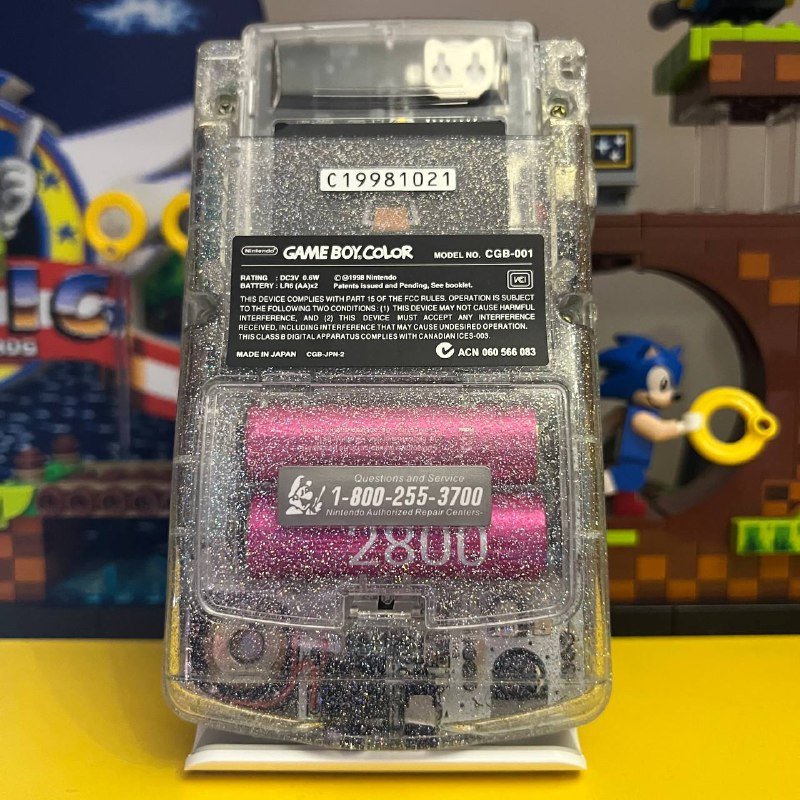 C19981021
Nintendo GAME BOY COLOR MODEL NO. CGB-001
RATING : DC3V 0.6W © Ⓜ 1998 Nintendo
BATTERY : LR6 (AA)x2 Patents issued and Pending, See booklet.
VCI
THIS DEVICE COMPLIES WITH PART 15 OF THE FCC RULES. OPERATION IS SUBJECT
TO THE FOLLOWING TWO CONDITIONS: (1) THIS DEVICE MAY NOT CAUSE HARMFUL
INTERFERENCE, AND (2) THIS DEVICE MUST ACCEPT ANY INTERFERENCE
RECEIVED, INCLUDING INTERFERENCE THAT MAY CAUSE UNDESIRED OPERATION.
THIS CLASS B DIGITAL APPARATUS COMPLIES WITH CANADIAN ICES-003.
MADE IN JAPAN CGB-JPN-2 ACN 060 566 083
Questions and Service
1-800-255-3700
Nintendo Authorized Repair Centers-
2800